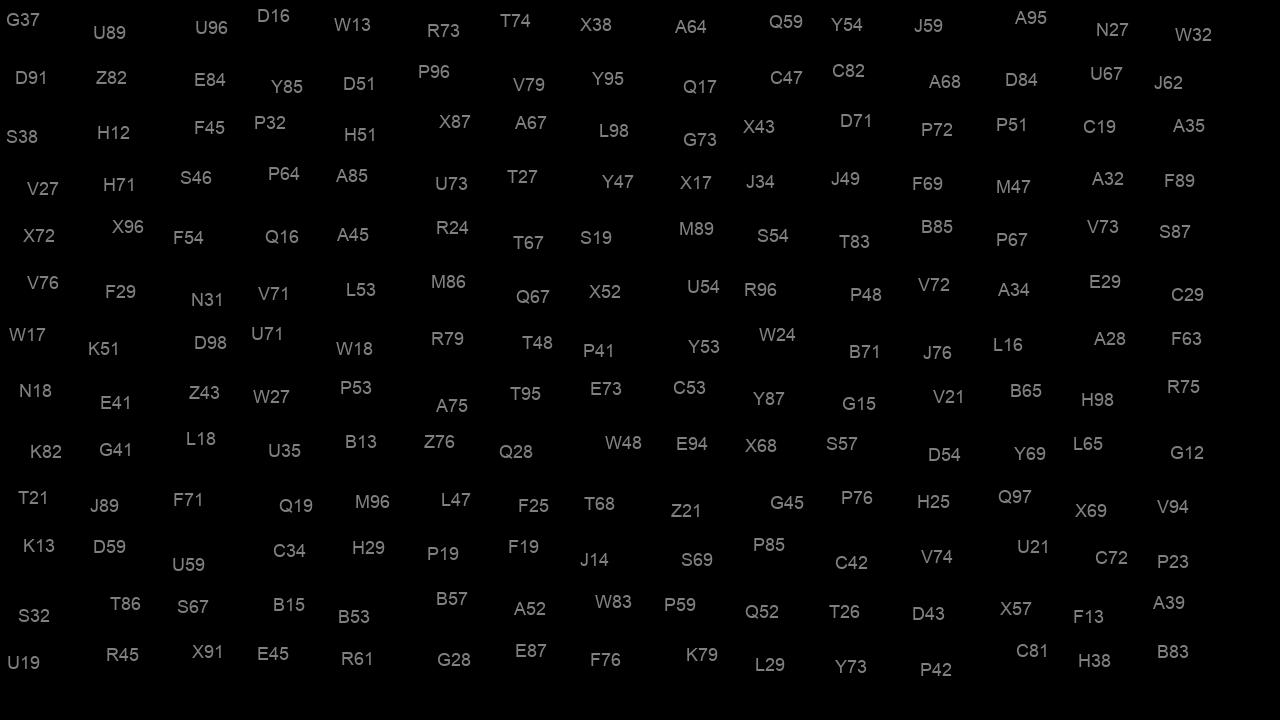 G37 U89 U96 D16 W13 R73 T74 X38 A64 Q59 Y54 J59 A95 N27 W32
D91 Z82 E84 Y85 D51 P96 V79 Y95 Q17 C47 C82 A68 D84 U67 J62
S38 H12 F45 P32 H51 X87 A67 L98 G73 X43 D71 P72 P51 C19 A35
V27 H71 S46 P64 A85 U73 T27 Y47 X17 J34 J49 F69 M47 A32 F89
X72 X96 F54 Q16 A45 R24 T67 S19 M89 S54 T83 B85 P67 V73 S87
V76 F29 N31 V71 L53 M86 Q67 X52 U54 R96 P48 V72 A34 E29 C29
W17 K51 D98 U71 W18 R79 T48 P41 Y53 W24 B71 J76 L16 A28 F63
N18 E41 Z43 W27 P53 A75 T95 E73 C53 Y87 G15 V21 B65 H98 R75
K82 G41 L18 U35 B13 Z76 Q28 W48 E94 X68 S57 D54 Y69 L65 G12
T21 J89 F71 Q19 M96 L47 F25 T68 Z21 G45 P76 H25 Q97 X69 V94
K13 D59 U59 C34 H29 P19 F19 J14 S69 P85 C42 V74 U21 C72 P23
S32 T86 S67 B15 B53 B57 A52 W83 P59 Q52 T26 D43 X57 F13 A39
U19 R45 X91 E45 R61 G28 E87 F76 K79 L29 Y73 P42 C81 H38 B83